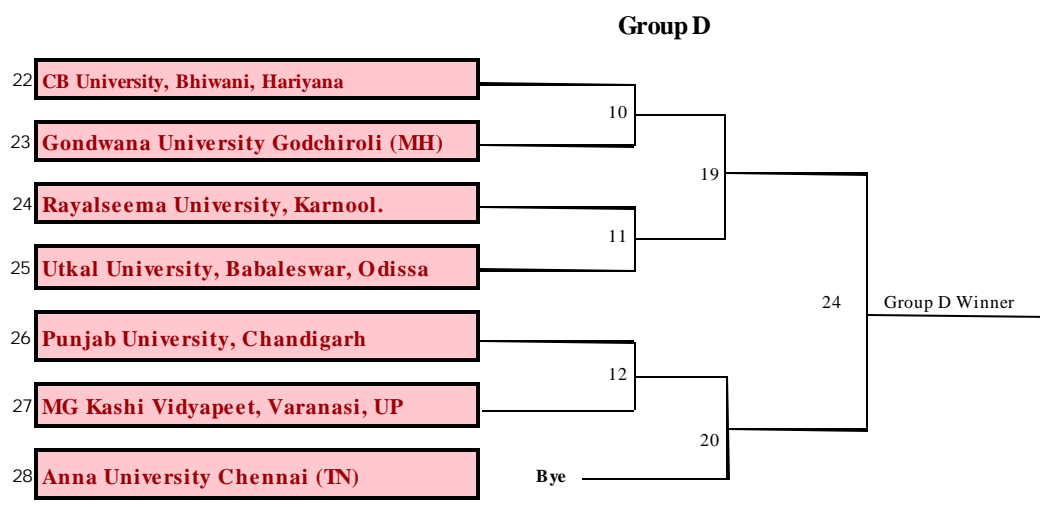 Group D
22 CB University, Bhiwani, Hariyana
10
23 Gondwana University Godchiroli (MH)
19
24 Rayalseema University, Karnool.
11
25 Utkal University, Babaleswar, Odissa
24 Group D Winner
26 Punjab University, Chandigarh
12
27 MG Kashi Vidyapeet, Varanasi, UP
20
28 Anna University Chennai (TN) Bye